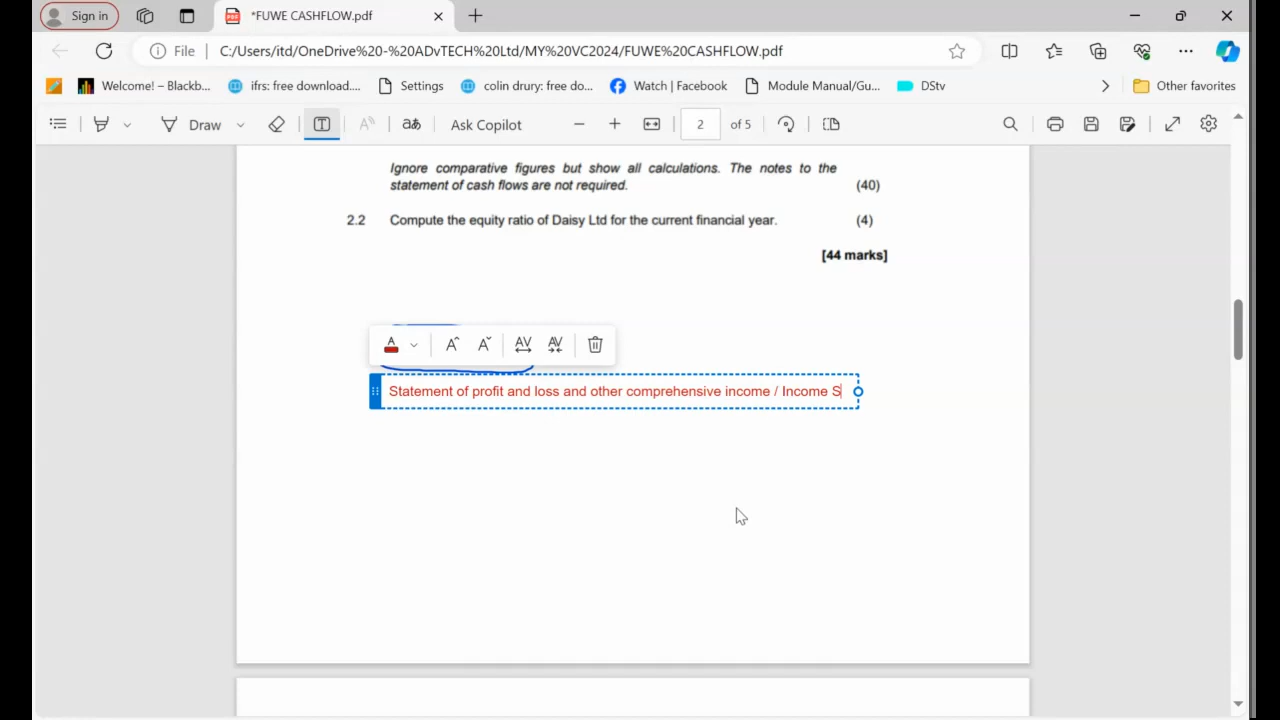 Sign in
*FUWE CASHFLOW.pdf
File
C:/Users/itd/OneDrive%20-%20ADvTECH%20Ltd/MY%20VC2024/FUWE%20CASHFLOW.pdf
Welcome! – Blackb...
ifrs: free download....
Settings
colin drury: free do...
Watch | Facebook
Module Manual/Gu...
DStv
Other favorites
Draw
Ask Copilot
2 of 5
Ignore comparative figures but show all calculations. The notes to the
statement of cash flows are not required. (40)
2.2 Compute the equity ratio of Daisy Ltd for the current financial year. (4)
[44 marks]
Statement of profit and loss and other comprehensive income / Income S